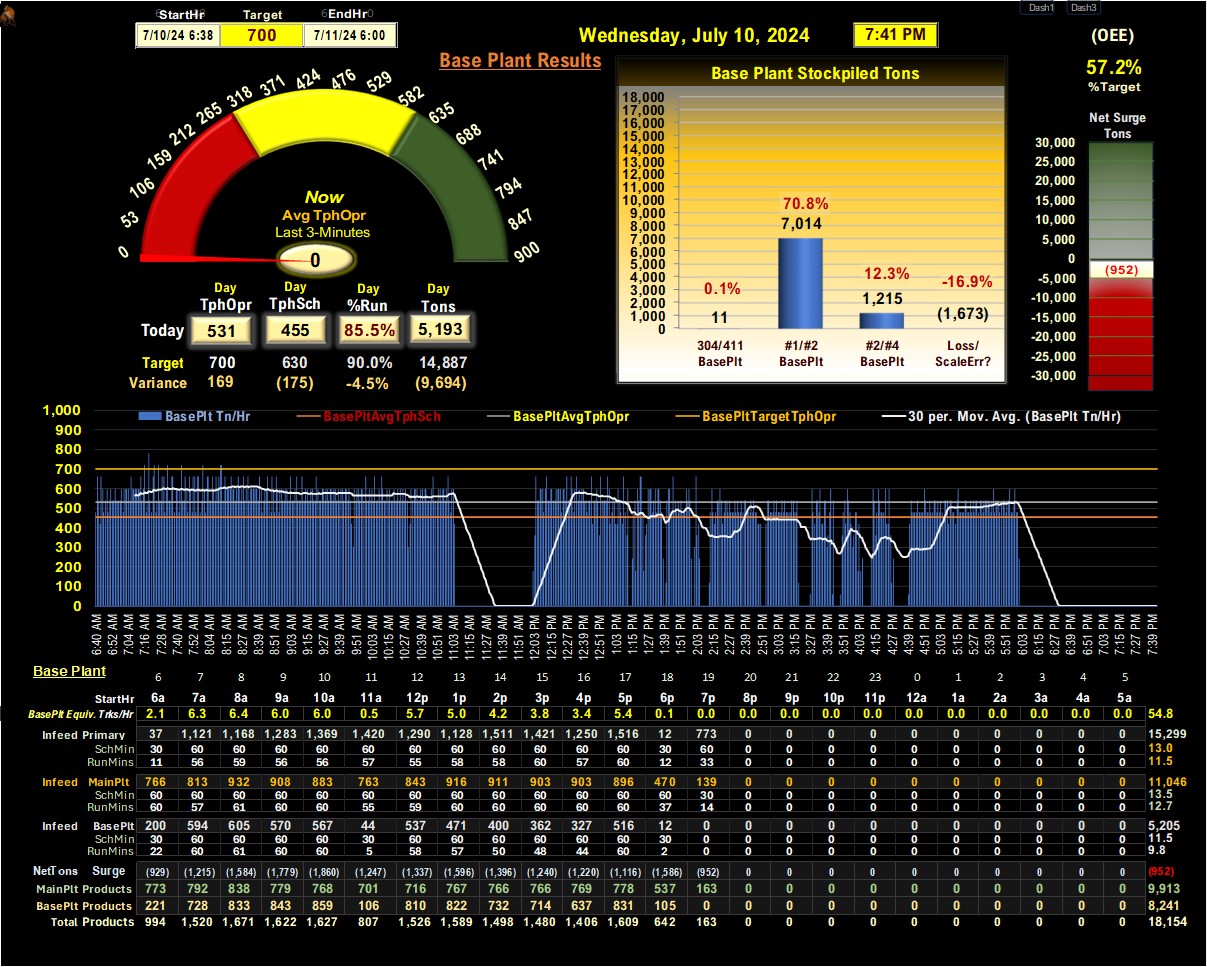 StartHr Target EndHr Dash1 Dash3
7/10/24 6:38 700 7/11/24 6:00
Wednesday, July 10, 2024 7:41 PM (OEE)
Base Plant Results
57.2%
%Target
Base Plant Stockpiled Tons
Net Surge
Tons
0 53 106 159 212 265 318 371 424 476 529 582 635 688 741 794 847 900
Now
Avg TphOpr
Last 3-Minutes
0
18,000
17,000
16,000
15,000
14,000
13,000
12,000
11,000
10,000
9,000
8,000
7,000
6,000
5,000
4,000
3,000
2,000
1,000
0
0.1% 70.8% 12.3% -16.9%
11 7,014 1,215 (1,673)
304/411 #1/#2 #2/#4 Loss/
BasePlt BasePlt BasePlt ScaleErr?
30,000
25,000
20,000
15,000
10,000
5,000
0
-5,000
-10,000
-15,000
-20,000
-25,000
-30,000
(952)
Day Day Day Day
TphOpr TphSch %Run Tons
Today 531 455 85.5% 5,193
Target 700 630 90.0% 14,887
Variance 169 (175) -4.5% (9,694)
BasePlt Tn/Hr BasePltAvgTphSch BasePltAvgTphOpr BasePltTargetTphOpr 30 per. Mov. Avg. (BasePlt Tn/Hr)
1,000
900
800
700
600
500
400
300
200
100
0
6:40 AM 6:52 AM 7:04 AM 7:16 AM 7:28 AM 7:40 AM 7:52 AM 8:04 AM 8:15 AM 8:27 AM 8:39 AM 8:51 AM 9:03 AM 9:15 AM 9:27 AM 9:39 AM 9:51 AM 10:03 AM 10:15 AM 10:27 AM 10:39 AM 10:51 AM 11:03 AM 11:15 AM 11:27 AM 11:39 AM 11:51 AM 12:03 PM 12:15 PM 12:27 PM 12:39 PM 12:51 PM 1:03 PM 1:15 PM 1:27 PM 1:39 PM 1:51 PM 2:03 PM 2:15 PM 2:27 PM 2:39 PM 2:51 PM 3:03 PM 3:15 PM 3:27 PM 3:39 PM 3:51 PM 4:03 PM 4:15 PM 4:27 PM 4:39 PM 4:51 PM 5:03 PM 5:15 PM 5:27 PM 5:39 PM 5:51 PM 6:03 PM 6:15 PM 6:27 PM 6:39 PM 6:51 PM 7:03 PM 7:15 PM 7:27 PM 7:39 PM
Base Plant 6 7 8 9 10 11 12 13 14 15 16 17 18 19 20 21 22 23 0 1 2 3 4 5
StartHr 6a 7a 8a 9a 10a 11a 12p 1p 2p 3p 4p 5p 6p 7p 8p 9p 10p 11p 12a 1a 2a 3a 4a 5a
BasePlt Equiv. Trks/Hr 2.1 6.3 6.4 6.0 6.0 0.5 5.7 5.0 4.2 3.8 3.4 5.4 0.1 0.0 0.0 0.0 0.0 0.0 0.0 0.0 0.0 0.0 0.0 0.0 54.8
Infeed Primary 37 1,121 1,168 1,283 1,369 1,420 1,290 1,128 1,511 1,421 1,250 1,516 12 773 0 0 0 0 0 0 0 0 0 0 15,299
SchMin 30 60 60 60 60 60 60 60 60 60 60 60 30 60 0 0 0 0 0 0 0 0 0 0 13.0
RunMins 11 56 59 56 56 57 55 58 58 60 57 60 12 33 0 0 0 0 0 0 0 0 0 0 11.5
Infeed MainPlt 766 813 932 908 883 763 843 916 911 903 903 896 470 139 0 0 0 0 0 0 0 0 0 0 11,046
SchMin 60 60 60 60 60 60 60 60 60 60 60 60 60 30 0 0 0 0 0 0 0 0 0 0 13.5
RunMins 60 57 61 60 60 55 59 60 60 60 60 60 37 14 0 0 0 0 0 0 0 0 0 0 12.7
Infeed BasePlt 200 594 605 570 567 44 537 471 400 362 327 516 12 0 0 0 0 0 0 0 0 0 0 0 5,205
SchMin 30 60 60 60 60 30 60 60 60 60 60 60 30 0 0 0 0 0 0 0 0 0 0 0 11.5
RunMins 22 60 61 60 60 5 58 57 50 48 44 60 2 0 0 0 0 0 0 0 0 0 0 0 9.8
NetTons Surge (929) (1,215) (1,584) (1,779) (1,860) (1,247) (1,337) (1,596) (1,396) (1,240) (1,220) (1,116) (1,586) (952) 0 0 0 0 0 0 0 0 0 0 (952)
MainPlt Products 773 792 838 779 768 701 716 767 766 766 769 778 537 163 0 0 0 0 0 0 0 0 0 0 9,913
BasePlt Products 221 728 833 843 859 106 810 822 732 714 637 831 105 0 0 0 0 0 0 0 0 0 0 0 8,241
Total Products 994 1,520 1,671 1,622 1,627 807 1,526 1,589 1,498 1,480 1,406 1,609 642 163 0 0 0 0 0 0 0 0 0 0 18,154